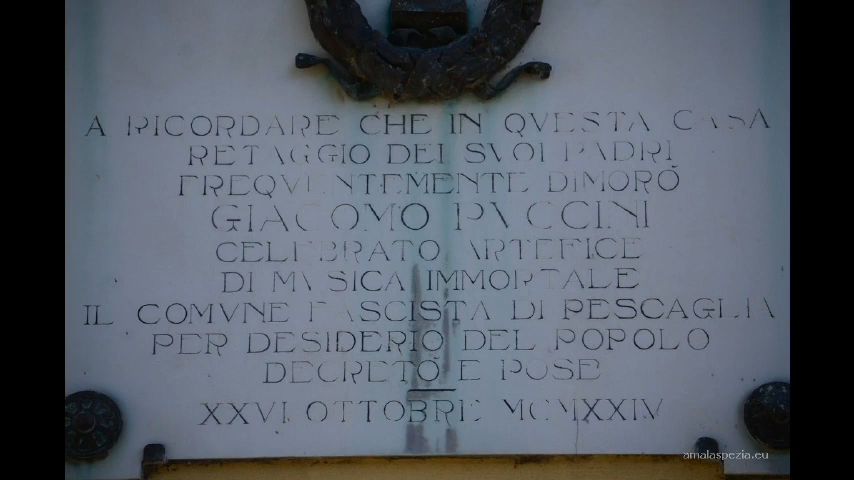 A RICORDARE CHE IN QVESTA CASA
RETAGGIO DEI SVOI PADRI
FREQVENTEMENTE DIMORÒ
GIACOMO PVCCINI
CELEBRATO ARTEFICE
DI MVSICA IMMORTALE
IL COMVNE FASCISTA DI PESCAGLIA
PER DESIDERIO DEL POPOLO
DECRETÒ E POSE
XXVI OTTOBRE MCMXXIV
amalaspezia.eu